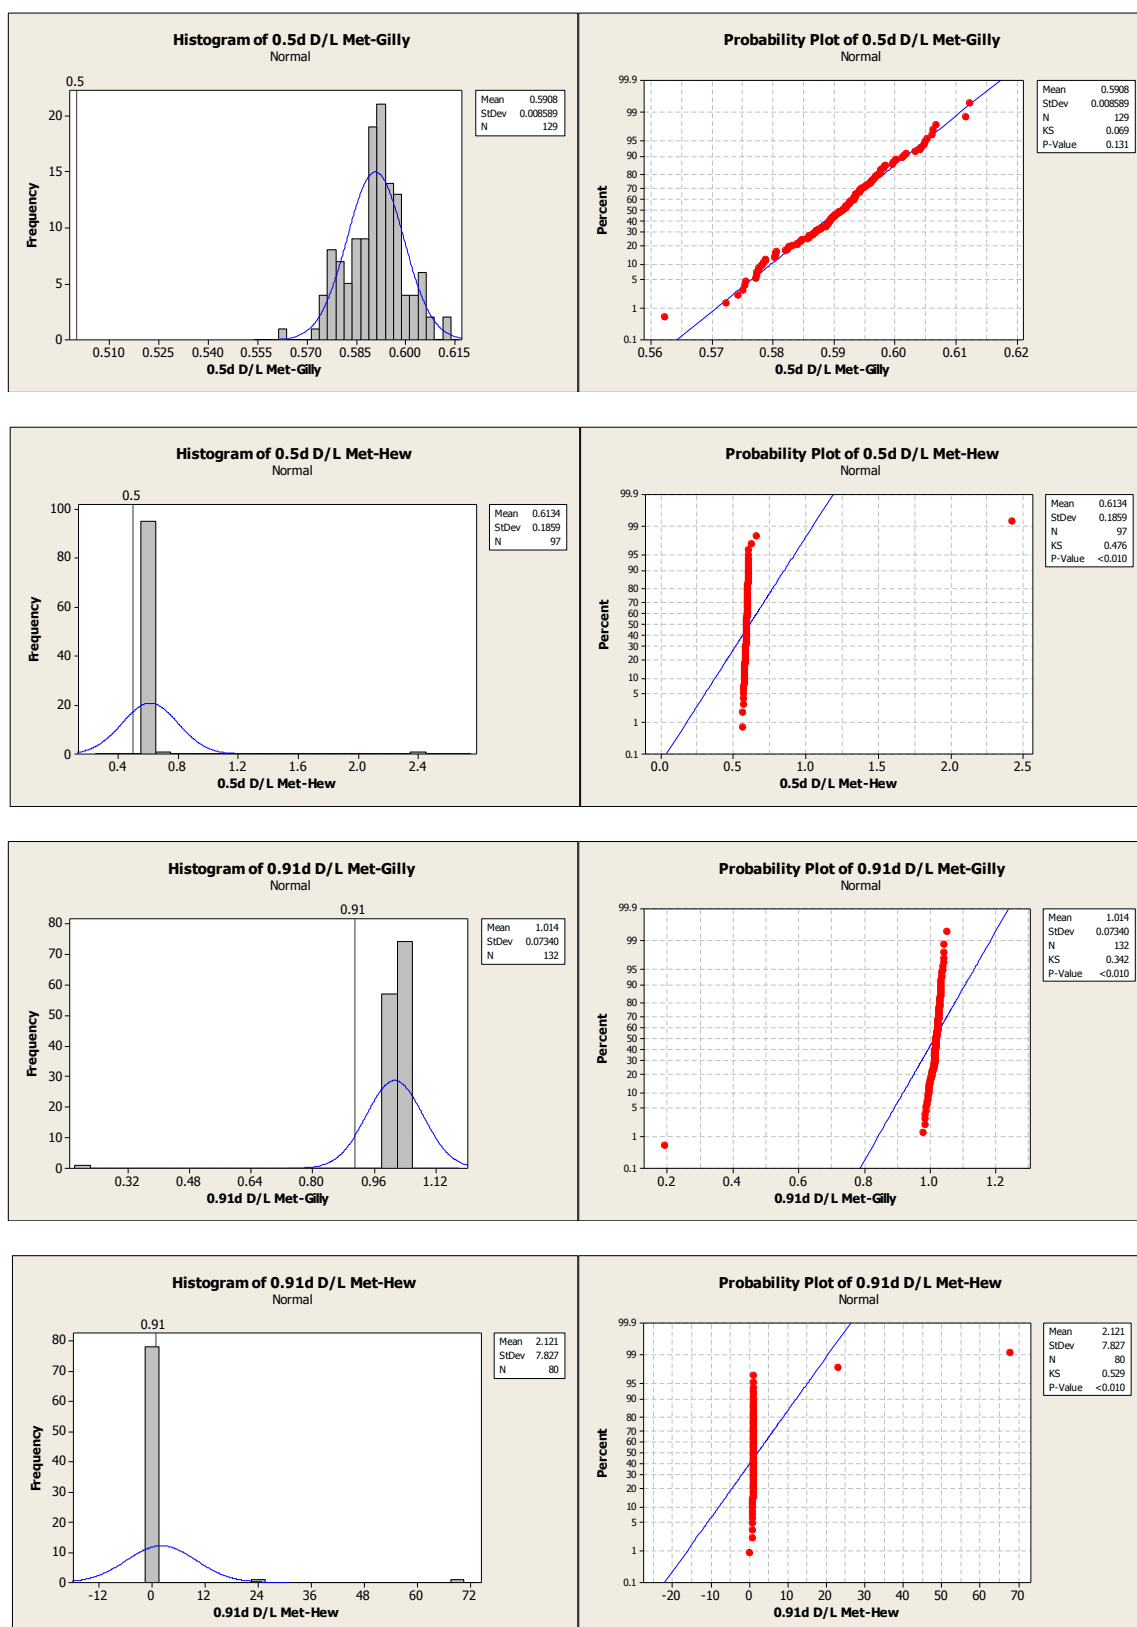 Histogram of 0.5d D/L Met-Gilly
Normal
0.5
Mean 0.5908
StDev 0.008589
N 129
20
15
10
5
0
Frequency
0.510 0.525 0.540 0.555 0.570 0.585 0.600 0.615
0.5d D/L Met-Gilly
Probability Plot of 0.5d D/L Met-Gilly
Normal
Mean 0.5908
StDev 0.008589
N 129
KS 0.069
P-Value 0.131
99.9
99
95
90
80
70
60
50
40
30
20
10
5
1
0.1
Percent
0.56 0.57 0.58 0.59 0.60 0.61 0.62
0.5d D/L Met-Gilly
Histogram of 0.5d D/L Met-Hew
Normal
0.5
Mean 0.6134
StDev 0.1859
N 97
100
80
60
40
20
0
Frequency
0.4 0.8 1.2 1.6 2.0 2.4
0.5d D/L Met-Hew
Probability Plot of 0.5d D/L Met-Hew
Normal
Mean 0.6134
StDev 0.1859
N 97
KS 0.476
P-Value <0.010
99.9
99
95
90
80
70
60
50
40
30
20
10
5
1
0.1
Percent
0.0 0.5 1.0 1.5 2.0 2.5
0.5d D/L Met-Hew
Histogram of 0.91d D/L Met-Gilly
Normal
0.91
Mean 1.014
StDev 0.07340
N 132
80
70
60
50
40
30
20
10
0
Frequency
0.32 0.48 0.64 0.80 0.96 1.12
0.91d D/L Met-Gilly
Probability Plot of 0.91d D/L Met-Gilly
Normal
Mean 1.014
StDev 0.07340
N 132
KS 0.342
P-Value <0.010
99.9
99
95
90
80
70
60
50
40
30
20
10
5
1
0.1
Percent
0.2 0.4 0.6 0.8 1.0 1.2
0.91d D/L Met-Gilly
Histogram of 0.91d D/L Met-Hew
Normal
0.91
Mean 2.121
StDev 7.827
N 80
80
70
60
50
40
30
20
10
0
Frequency
-12 0 12 24 36 48 60 72
0.91d D/L Met-Hew
Probability Plot of 0.91d D/L Met-Hew
Normal
Mean 2.121
StDev 7.827
N 80
KS 0.529
P-Value <0.010
99.9
99
95
90
80
70
60
50
40
30
20
10
5
1
0.1
Percent
-20 -10 0 10 20 30 40 50 60 70
0.91d D/L Met-Hew